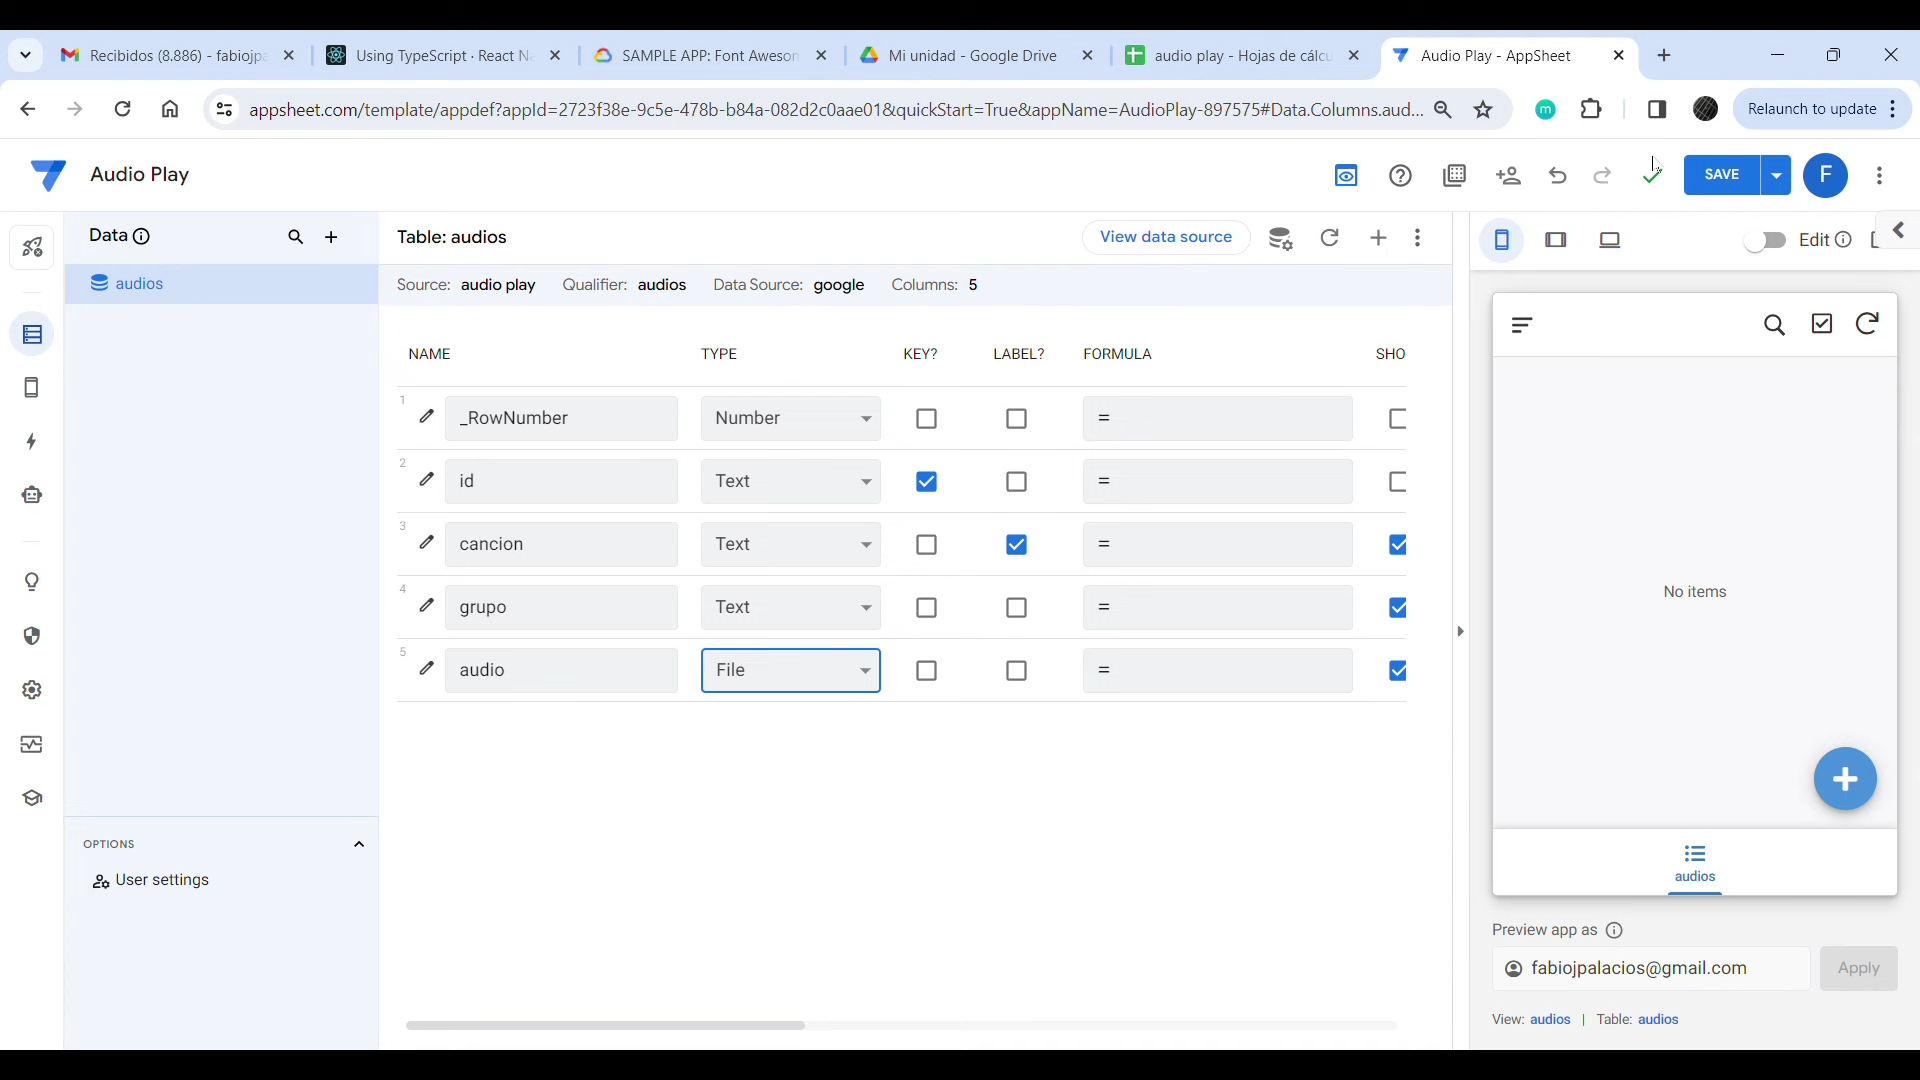 Recibidos (8.886) - fabiojpa
Using TypeScript · React N
SAMPLE APP: Font Aweson
Mi unidad - Google Drive
audio play - Hojas de cálcu
Audio Play - AppSheet
appsheet.com/template/appdef?appId=2723f38e-9c5e-478b-b84a-082d2c0aae01&quickStart=True&appName=AudioPlay-897575#Data.Columns.aud...
m
Relaunch to update
Audio Play
SAVE
F
Data
Table: audios
View data source
Edit
audios
Source: audio play Qualifier: audios Data Source: google Columns: 5
NAME TYPE KEY? LABEL? FORMULA SHO
1 _RowNumber Number =
2 id Text =
3 cancion Text =
4 grupo Text =
5 audio File =
No items
audios
OPTIONS
User settings
Preview app as
fabiojpalacios@gmail.com
Apply
View: audios | Table: audios